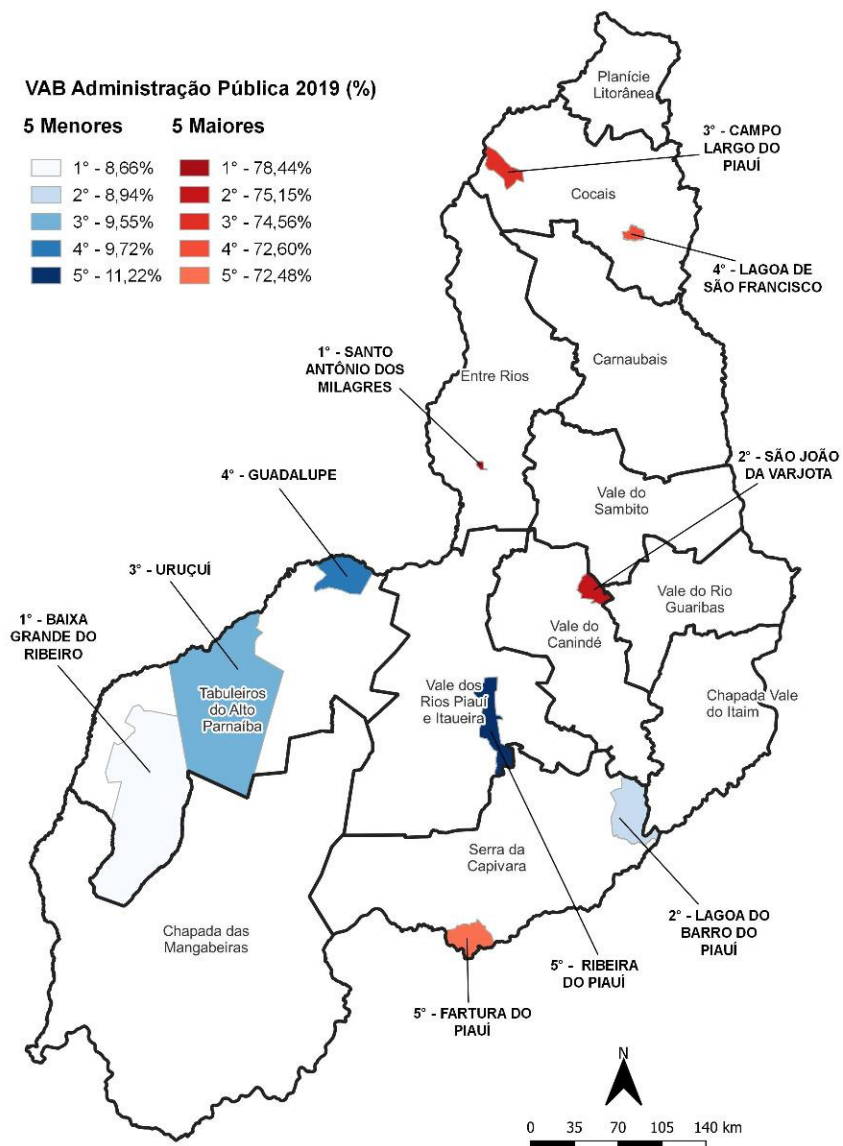 VAB Administração Pública 2019 (%)
5 Menores
1° - 8,66%
2° - 8,94%
3° - 9,55%
4° - 9,72%
5° - 11,22%
5 Maiores
1° - 78,44%
2° - 75,15%
3° - 74,56%
4° - 72,60%
5° - 72,48%
Planície
Litorânea
3° - CAMPO
LARGO DO
PIAUÍ
Cocais
4° - LAGOA DE
SÃO FRANCISCO
1° - SANTO
ANTÔNIO DOS
MILAGRES
Entre Rios
Carnaubais
2° - SÃO JOÃO
DA VARJOTA
4° - GUADALUPE
Vale do
Sambito
3° - URUÇUÍ
Vale do Rio
Guaribas
1° - BAIXA
GRANDE DO
RIBEIRO
Vale do
Canindé
Tabuleiros
do Alto
Parnaíba
Vale dos
Rios Piauí
e Itaueira
Chapada Vale
do Itaim
Serra da
Capivara
Chapada das
Mangabeiras
2° - LAGOA DO
BARRO DO
PIAUÍ
5° - RIBEIRA
DO PIAUÍ
5° - FARTURA DO
PIAUÍ
N
0 35 70 105 140 km